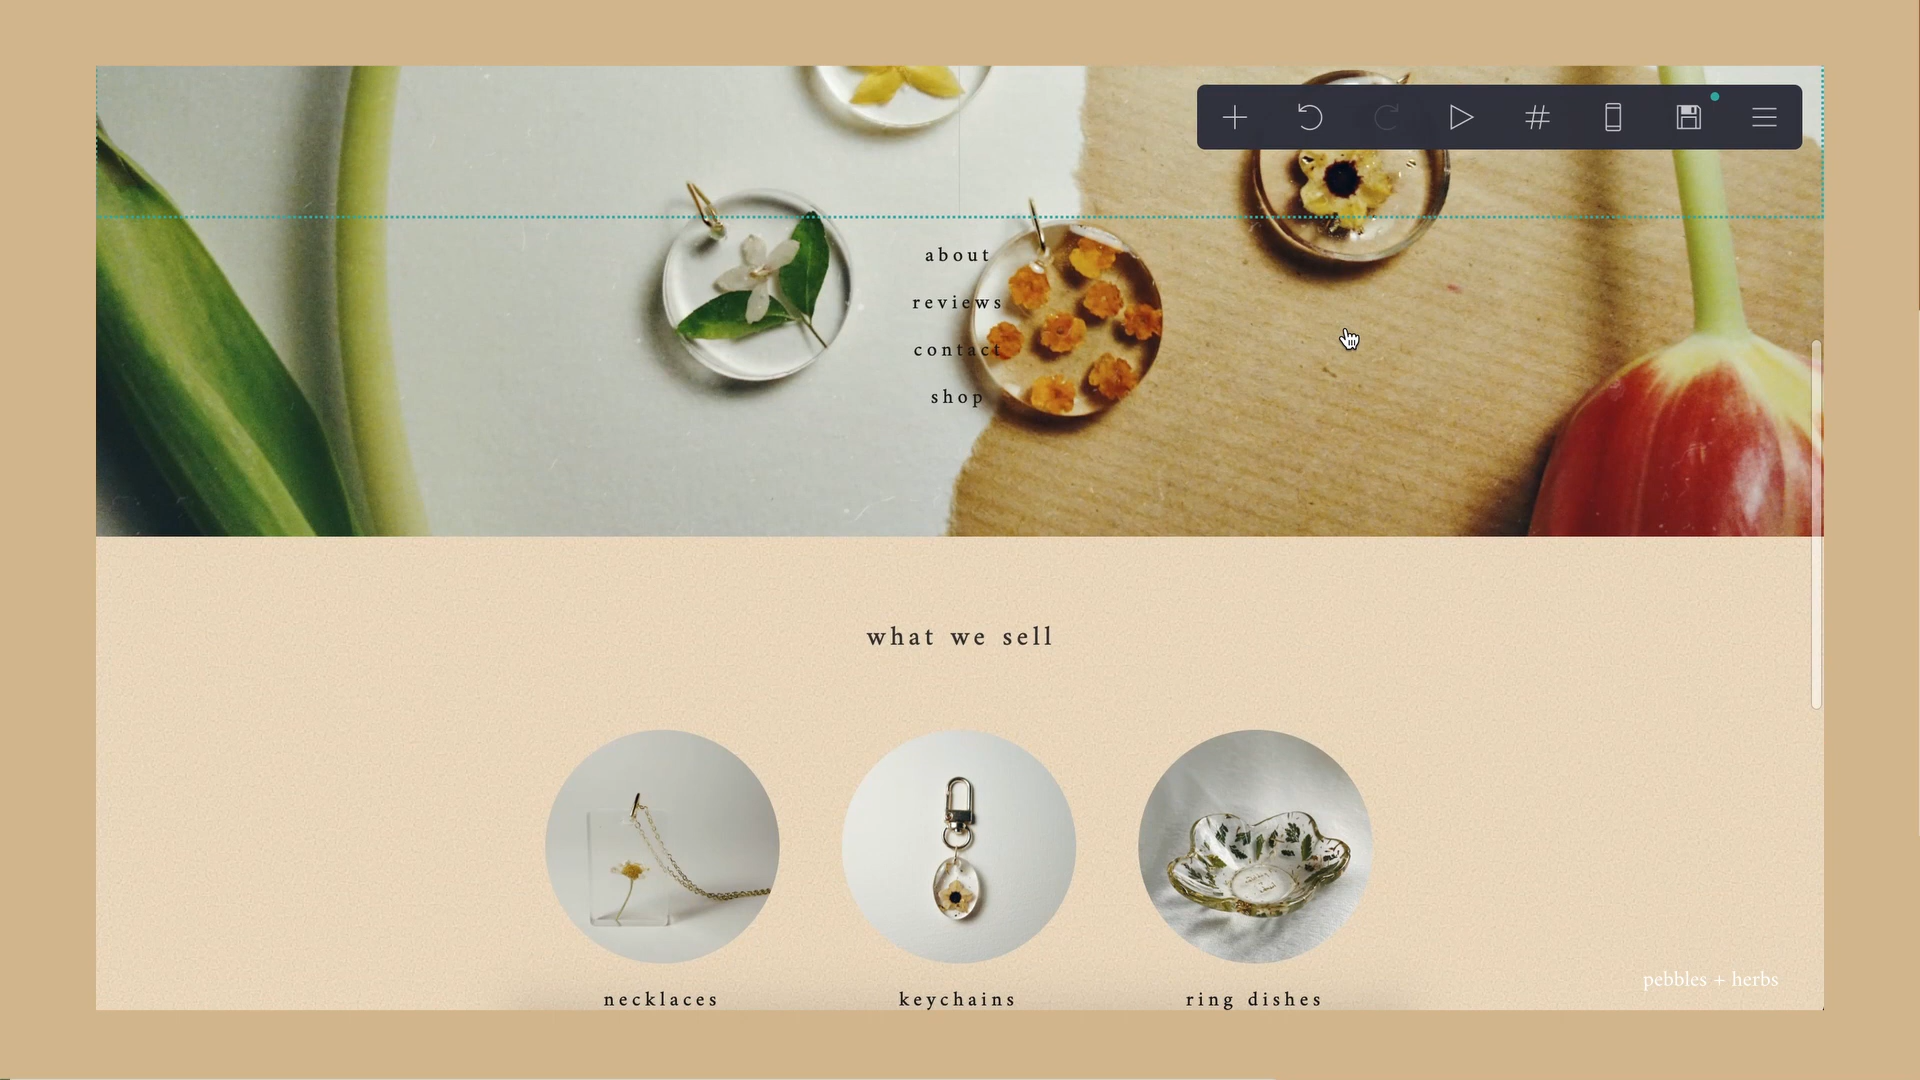 about
reviews
contact
shop
what we sell
necklaces
keychains
ring dishes
pebbles + herbs